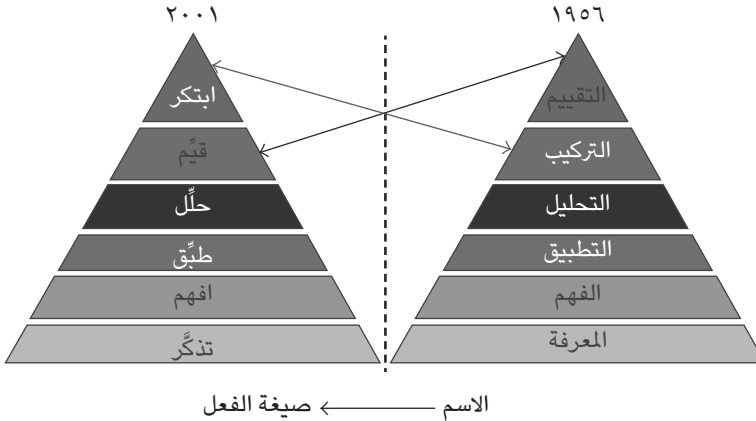 ١٩٥٦
التقييم
التركيب
التحليل
التطبيق
الفهم
المعرفة
٢٠٠١
ابتكر
قيِّم
حلِّل
طبِّق
افهم
تذكَّر
الاسم
صيغة الفعل